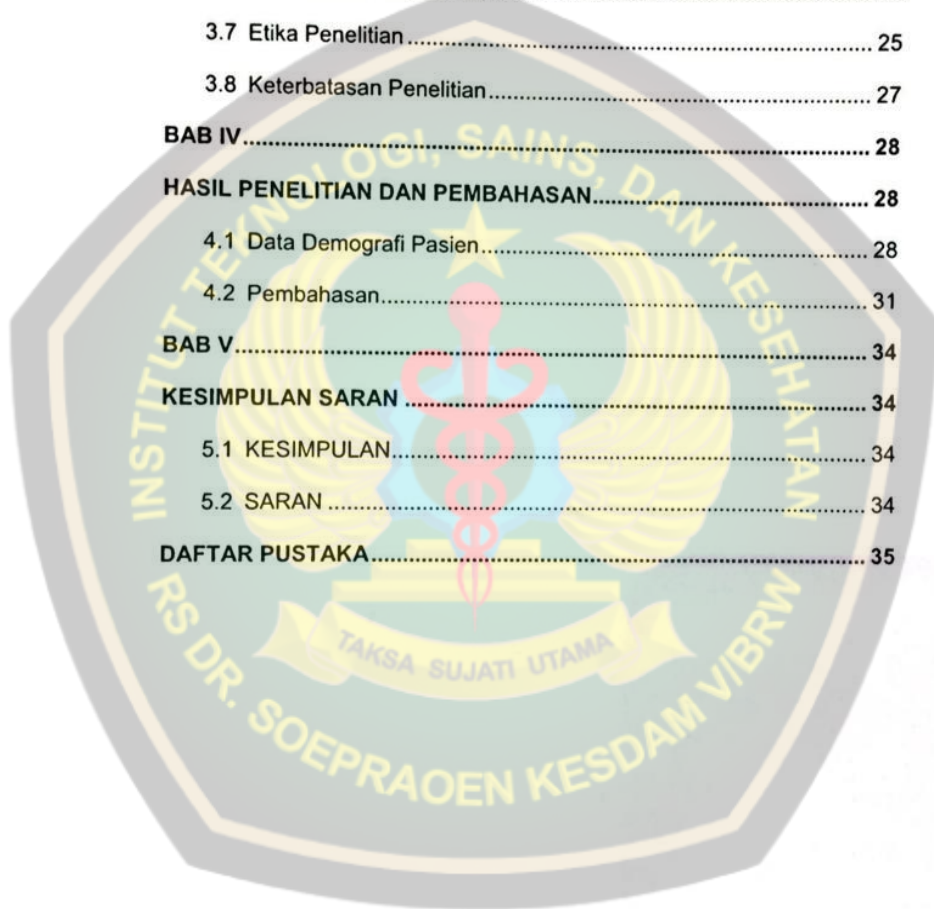 3.7 Etika Penelitian ........................................ 25
3.8 Keterbatasan Penelitian ........................................ 27
BAB IV ........................................ 28
HASIL PENELITIAN DAN PEMBAHASAN ........................................ 28
4.1 Data Demografi Pasien ........................................ 28
4.2 Pembahasan ........................................ 31
BAB V ........................................ 34
KESIMPULAN SARAN ........................................ 34
5.1 KESIMPULAN ........................................ 34
5.2 SARAN ........................................ 34
DAFTAR PUSTAKA ........................................ 35
INSTITUT TEKNOLOGI, SAINS, DAN KESEHATAN
TAKSA SUJATI UTAMA
RS DR. SOEPRAOEN KESDAM V/BRW